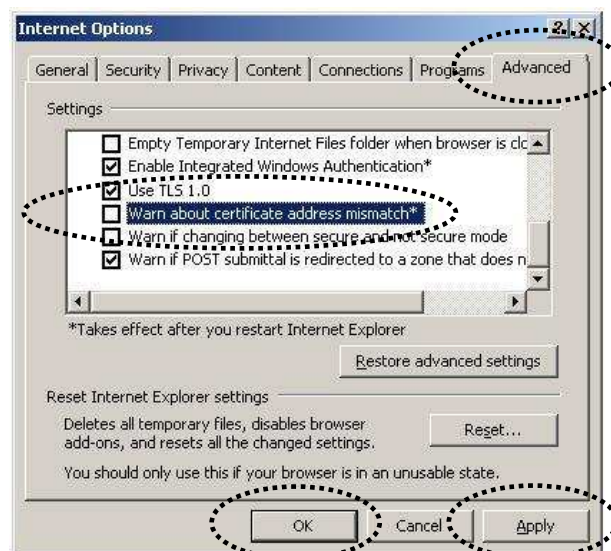 Internet Options
General Security Privacy Content Connections Programs Advanced
Settings
Empty Temporary Internet Files folder when browser is clo
Enable Integrated Windows Authentication*
Use TLS 1.0
Warn about certificate address mismatch*
Warn if changing between secure and not secure mode
Warn if POST submittal is redirected to a zone that does n
*Takes effect after you restart Internet Explorer
Restore advanced settings
Reset Internet Explorer settings
Deletes all temporary files, disables browser
add-ons, and resets all the changed settings.
Reset...
You should only use this if your browser is in an unusable state.
OK Cancel Apply